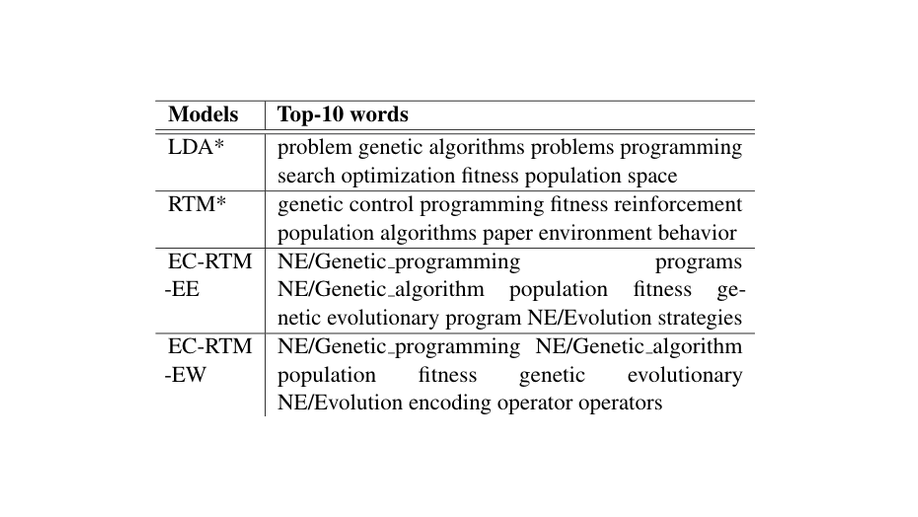 Models Top-10 words
LDA* problem genetic algorithms problems programming
search optimization fitness population space
RTM* genetic control programming fitness reinforcement
population algorithms paper environment behavior
EC-RTM NE/Genetic_programming programs
-EE NE/Genetic_algorithm population fitness ge-
netic evolutionary program NE/Evolution strategies
EC-RTM NE/Genetic_programming NE/Genetic_algorithm
-EW population fitness genetic evolutionary
NE/Evolution encoding operator operators